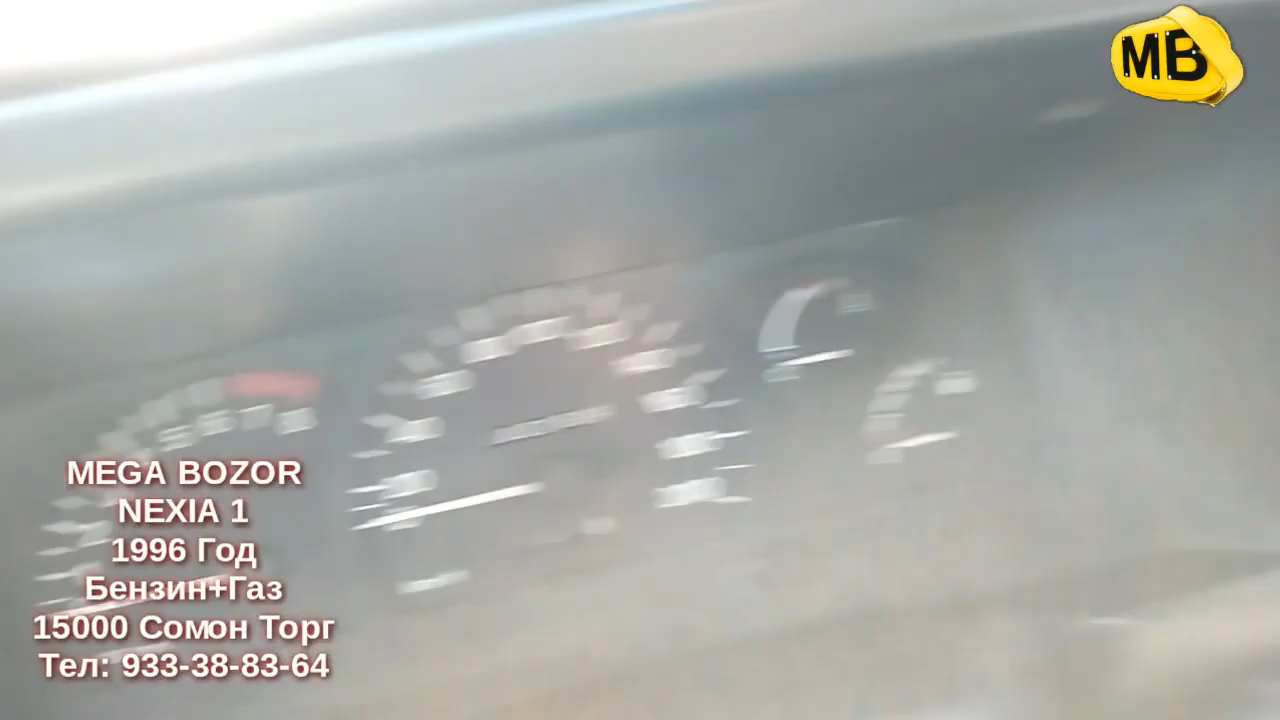 MB
MEGA BOZOR
NEXIA 1
1996 Год
Бензин+Газ
15000 Сомон Торг
Тел: 933-38-83-64